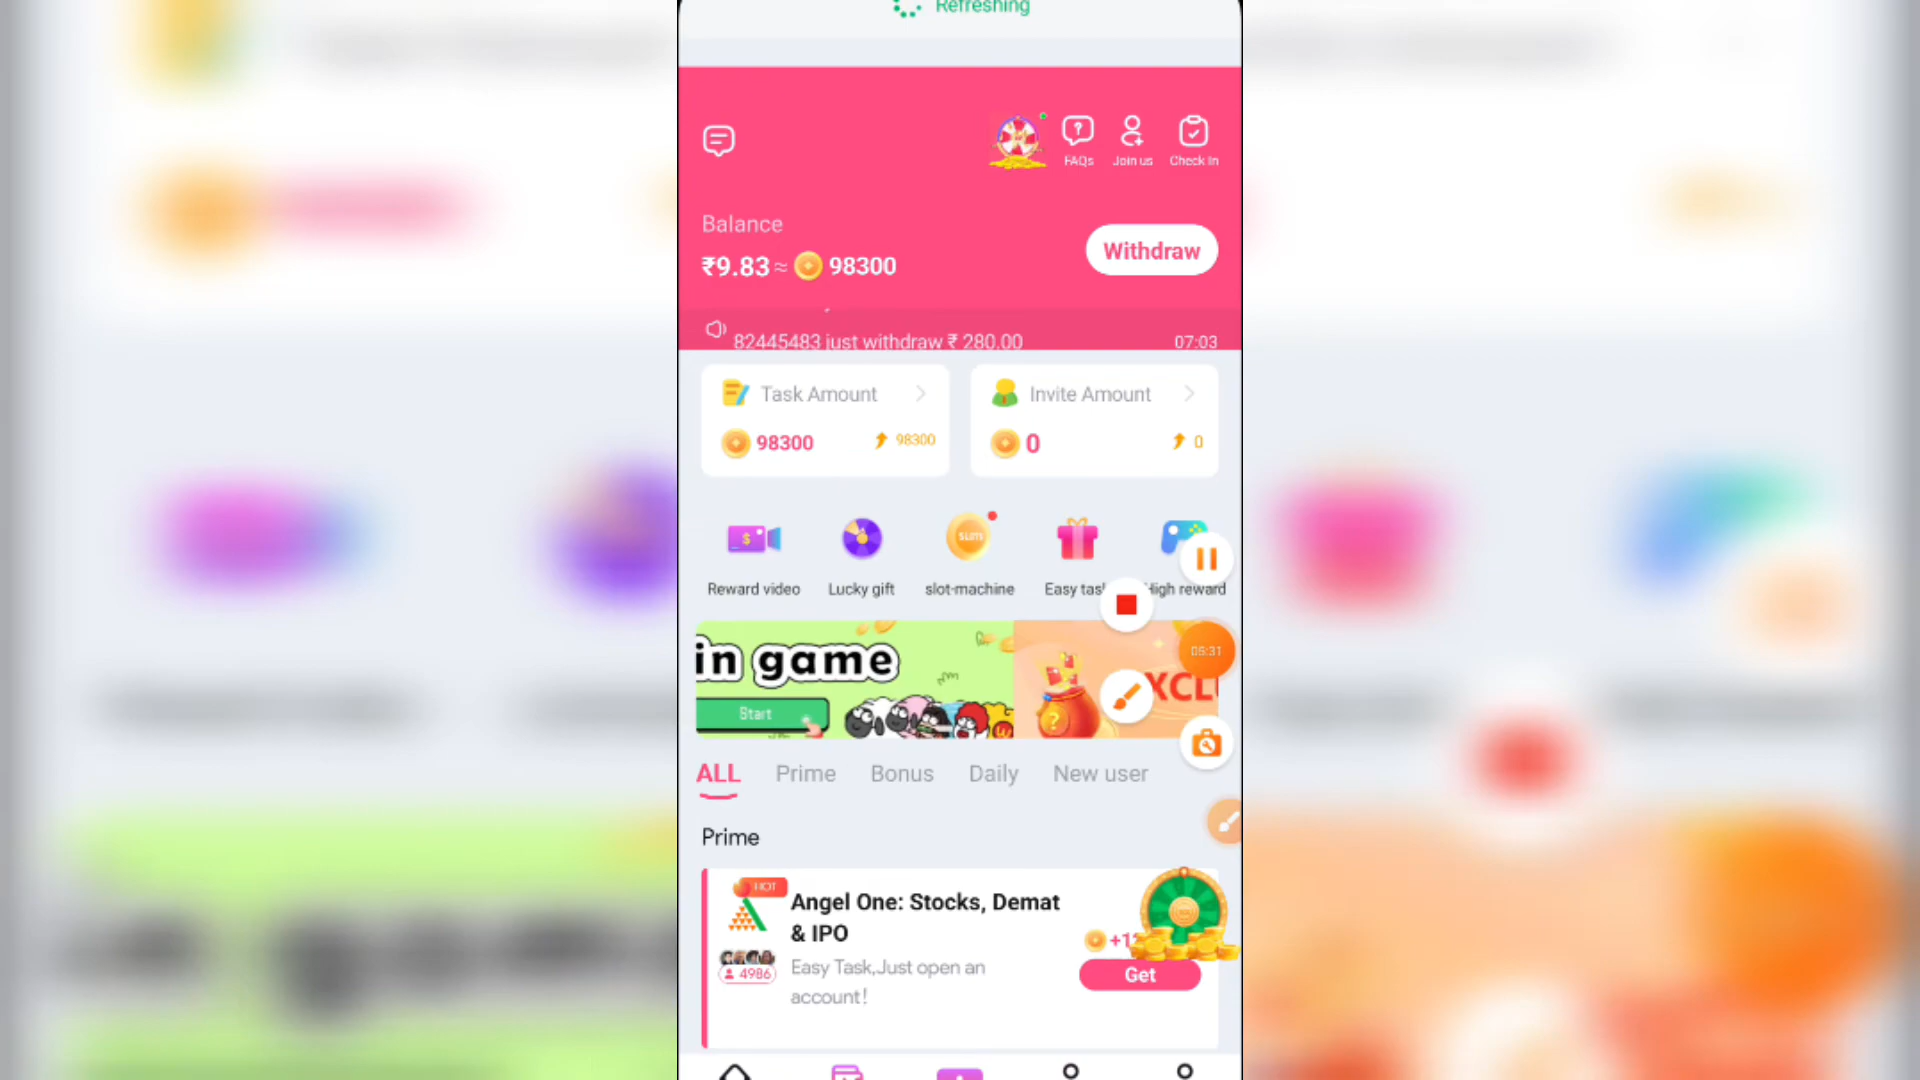 Refreshing
FAQs
Join us
Check In
Balance
₹9.83 ≈ 98300
Withdraw
82445483 just withdraw ₹ 280.00
07:03
Task Amount
Invite Amount
98300
98300
0
0
Reward video
Lucky gift
slot-machine
Easy
High reward
SLOTS
in game
Start
05:31
ALL
Prime
Bonus
Daily
New user
Prime
HOT
Angel One: Stocks, Demat
& IPO
4986
Easy Task,Just open an
account!
Get